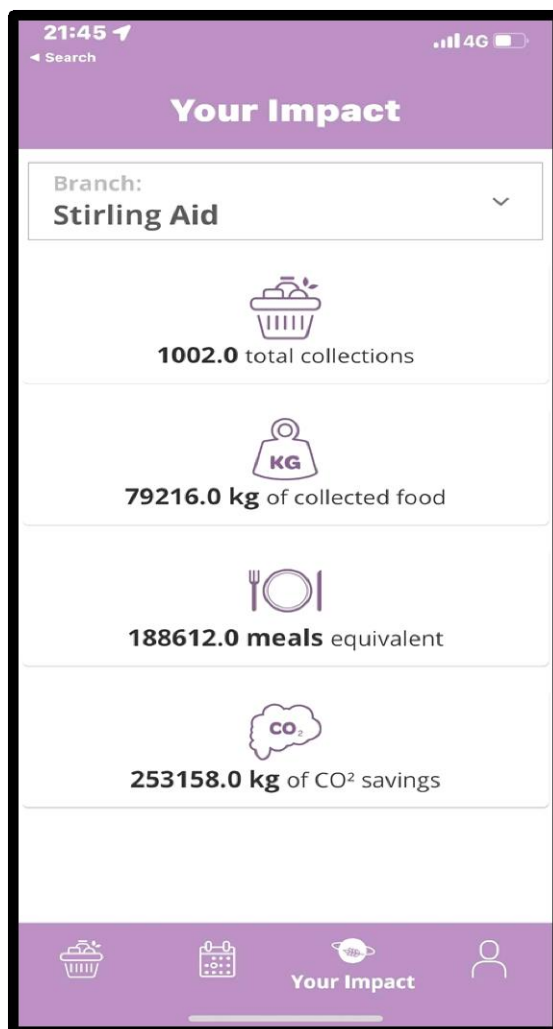 21:45
4G
◀ Search
Your Impact
Branch:
Stirling Aid
1002.0 total collections
KG
79216.0 kg of collected food
188612.0 meals equivalent
CO₂
253158.0 kg of CO² savings
Your Impact